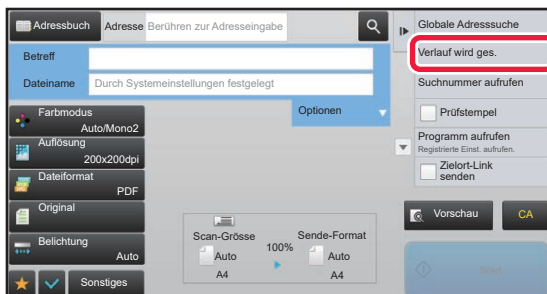 Adressbuch
Adresse
Berühren zur Adresseingabe
Betreff
Dateiname
Durch Systemeinstellungen festgelegt
Optionen
Farbmodus
Auto/Mono2
Auflösung
200x200dpi
Dateiformat
PDF
Original
Belichtung
Auto
Sonstiges
Scan-Grösse
Auto
A4
100%
Sende-Format
Auto
A4
Globale Adresssuche
Verlauf wird ges.
Suchnummer aufrufen
Prüfstempel
Programm aufrufen
Registrierte Einst. aufrufen.
Zielort-Link
senden
Vorschau
CA
Start